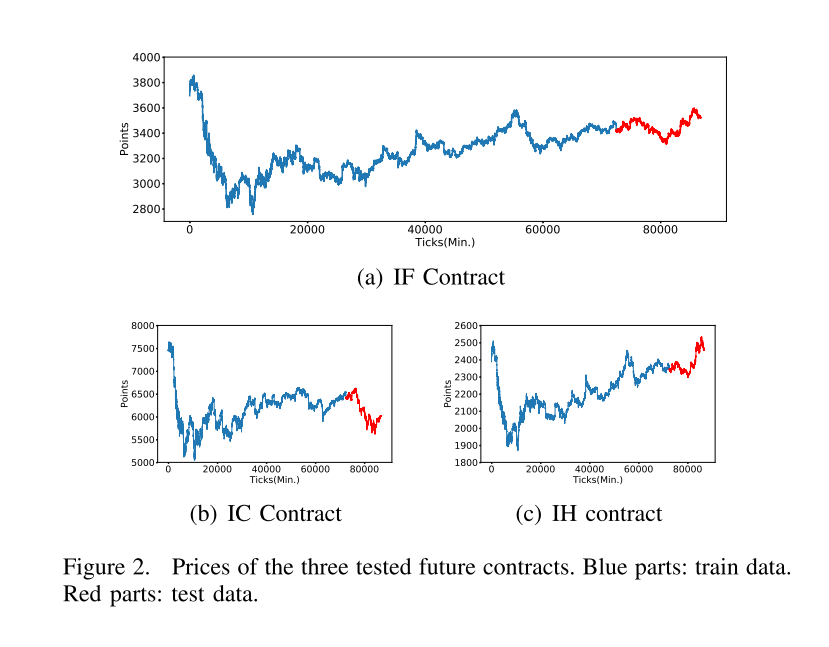 4000
3800
3600
3400
3200
3000
2800
Points
0 20000 40000 60000 80000
Ticks(Min.)
(a) IF Contract
8000
7500
7000
6500
6000
5500
5000
Points
0 20000 40000 60000 80000
Ticks(Min.)
(b) IC Contract
2600
2500
2400
2300
2200
2100
2000
1900
1800
Points
0 20000 40000 60000 80000
Ticks(Min.)
(c) IH contract
Figure 2. Prices of the three tested future contracts. Blue parts: train data.
Red parts: test data.